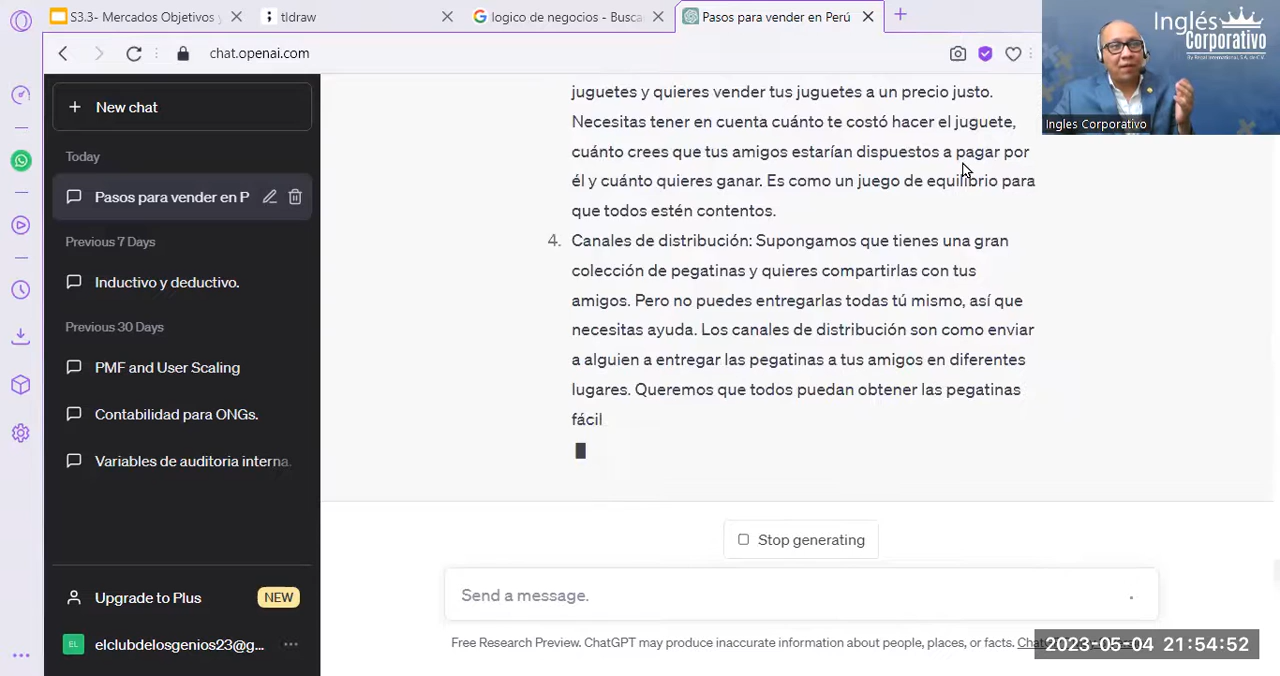 S3.3- Mercados Objetivos
tldraw
logico de negocios - Busca
Pasos para vender en Perú
chat.openai.com
Inglés
Corporativo
By Royal International, S.A. de C.V.
Ingles Corporativo
New chat
Today
Pasos para vender en P
Previous 7 Days
Inductivo y deductivo.
Previous 30 Days
PMF and User Scaling
Contabilidad para ONGs.
Variables de auditoria interna.
Upgrade to Plus
NEW
EL
elclubdelosgenios23@g...
juguetes y quieres vender tus juguetes a un precio justo.
Necesitas tener en cuenta cuánto te costó hacer el juguete,
cuánto crees que tus amigos estarían dispuestos a pagar por
él y cuánto quieres ganar. Es como un juego de equilibrio para
que todos estén contentos.
4. Canales de distribución: Supongamos que tienes una gran
colección de pegatinas y quieres compartirlas con tus
amigos. Pero no puedes entregarlas todas tú mismo, así que
necesitas ayuda. Los canales de distribución son como enviar
a alguien a entregar las pegatinas a tus amigos en diferentes
lugares. Queremos que todos puedan obtener las pegatinas
fácil
Stop generating
Send a message.
Free Research Preview. ChatGPT may produce inaccurate information about people, places, or facts.
2023-05-04 21:54:52